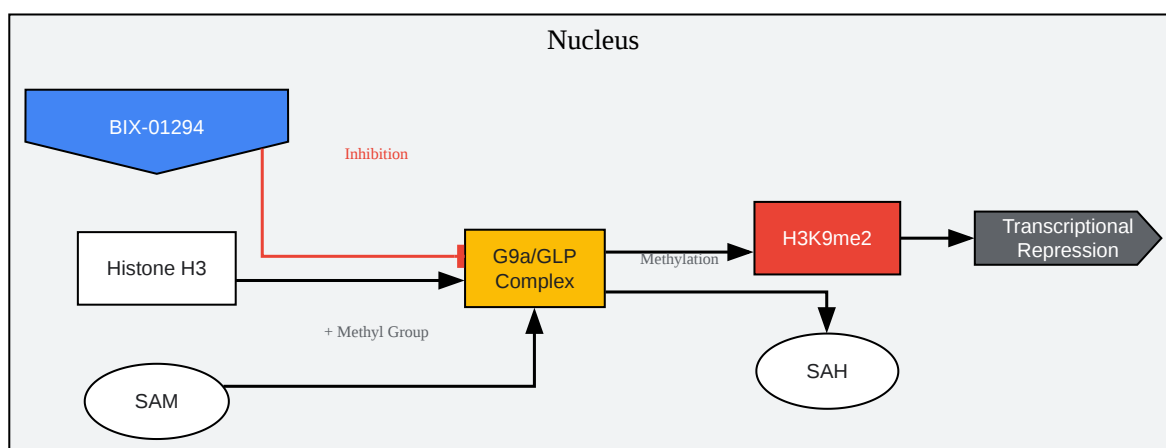 Nucleus
BIX-01294
Inhibition
Histone H3
G9a/GLP
Complex
Methylation
H3K9me2
Transcriptional
Repression
+ Methyl Group
SAM
SAH